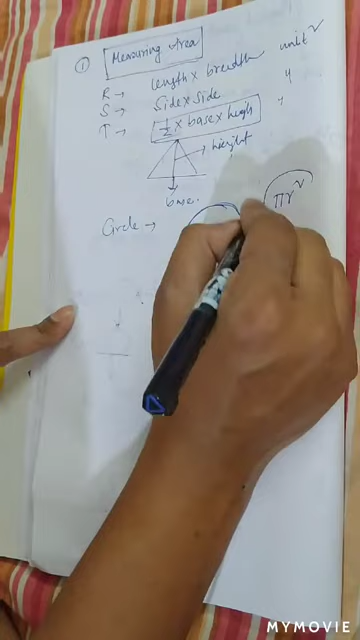 ① Measuring Area
R → length × breadth unit²
S → side × side "
T → 1/2 × base × height "
→ height
base.
Circle → πr²
MYMOVIE